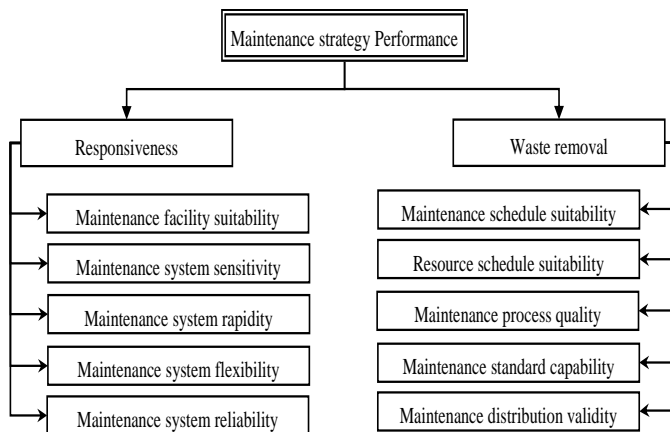 Maintenance strategy Performance
Responsiveness
Waste removal
Maintenance facility suitability
Maintenance system sensitivity
Maintenance system rapidity
Maintenance system flexibility
Maintenance system reliability
Maintenance schedule suitability
Resource schedule suitability
Maintenance process quality
Maintenance standard capability
Maintenance distribution validity